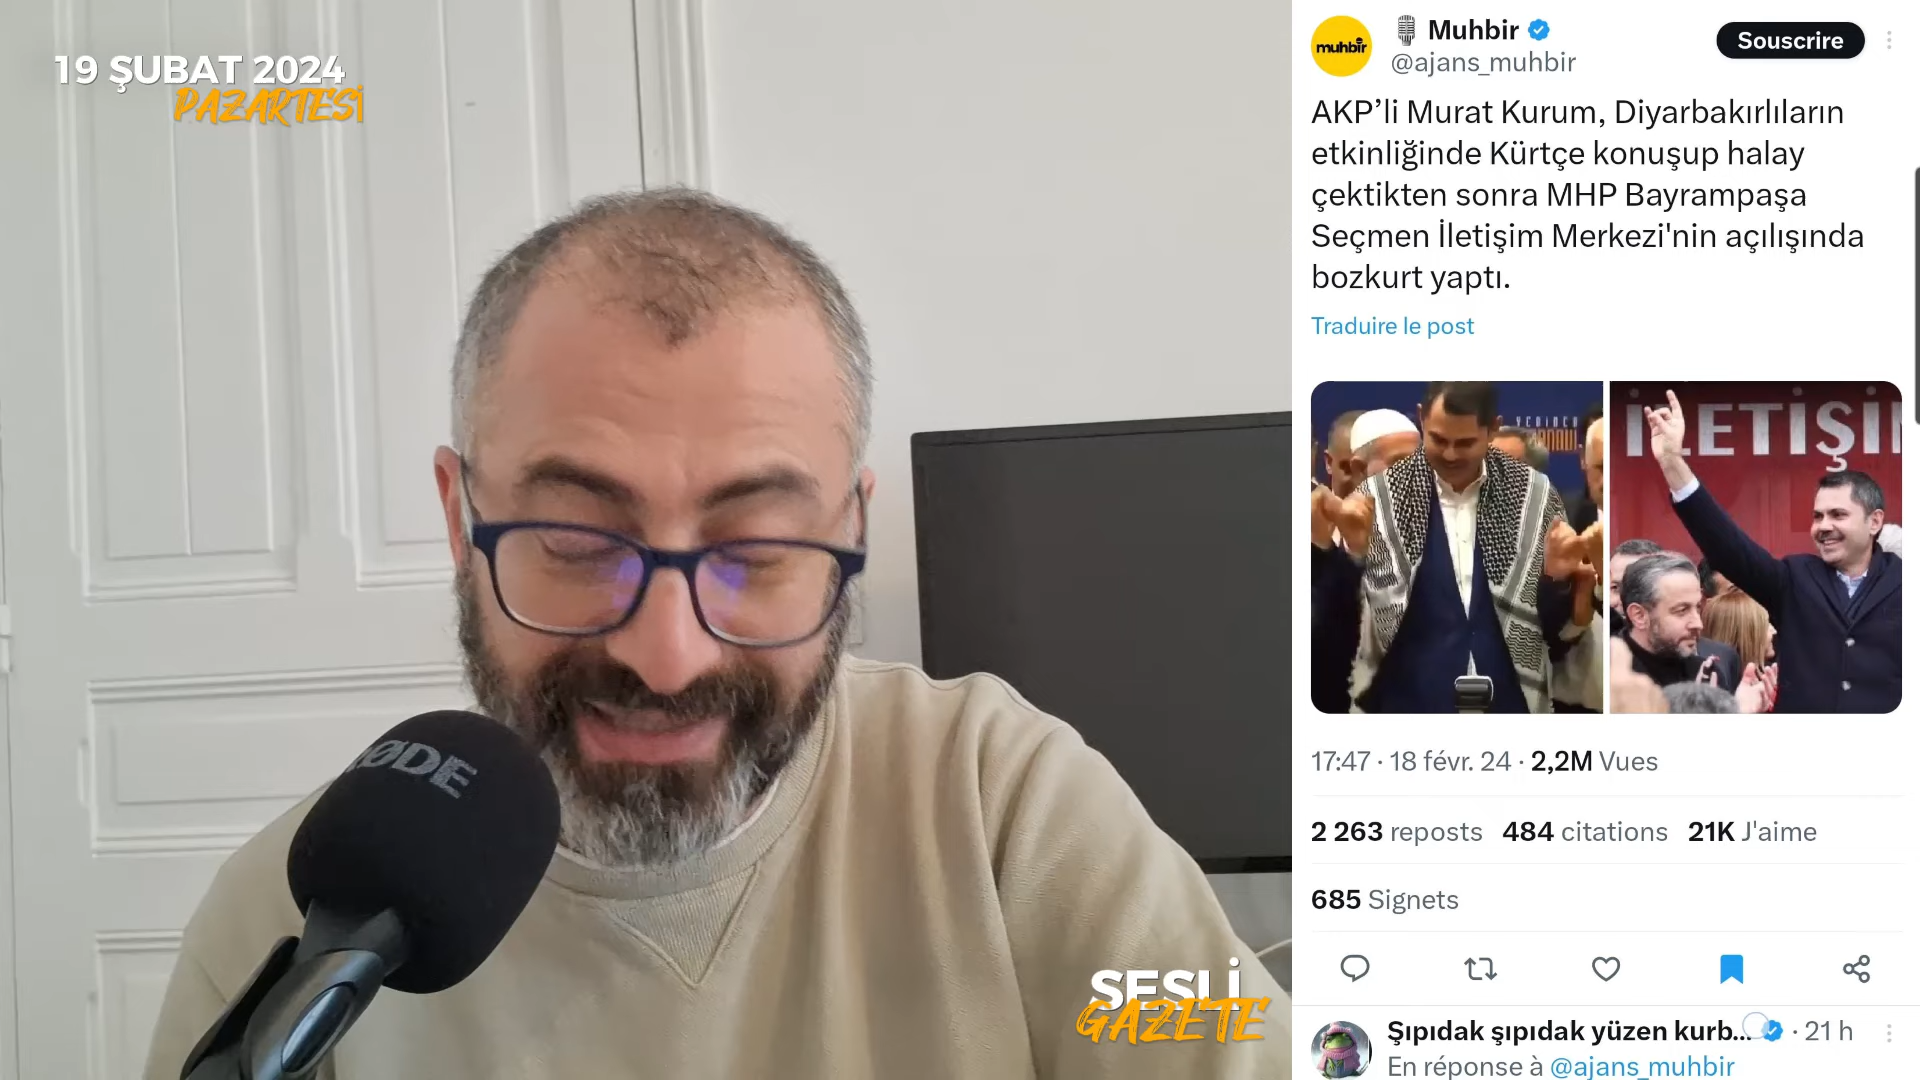 19 ŞUBAT 2024
PAZARTESİ
RØDE
SESLİ
GAZETE
muhbir
Muhbir
@ajans_muhbir
Souscrire
AKP’li Murat Kurum, Diyarbakırlıların
etkinliğinde Kürtçe konuşup halay
çektikten sonra MHP Bayrampaşa
Seçmen İletişim Merkezi'nin açılışında
bozkurt yaptı.
Traduire le post
YENİDEN
İLETİŞİ
17:47 · 18 févr. 24 · 2,2M Vues
2 263 reposts 484 citations 21K J'aime
685 Signets
Şıpıdak şıpıdak yüzen kurb... · 21 h
En réponse à @ajans_muhbir